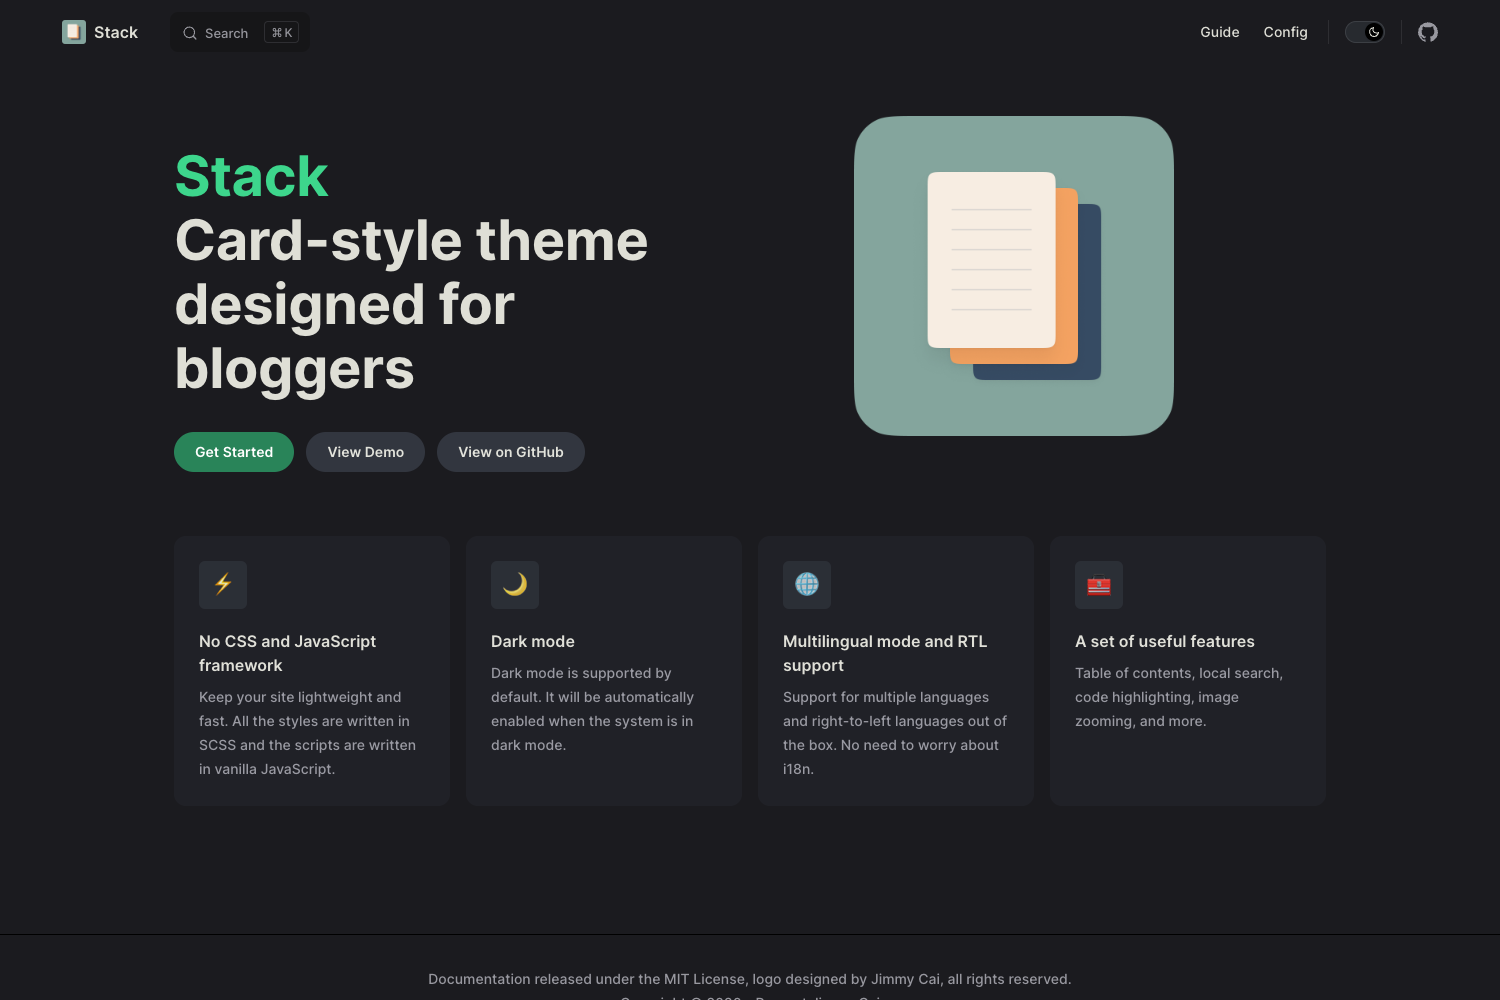 Stack
Search
⌘ K
Guide
Config
Stack
Card-style theme
designed for
bloggers
Get Started
View Demo
View on GitHub
No CSS and JavaScript
framework
Keep your site lightweight and
fast. All the styles are written in
SCSS and the scripts are written
in vanilla JavaScript.
Dark mode
Dark mode is supported by
default. It will be automatically
enabled when the system is in
dark mode.
Multilingual mode and RTL
support
Support for multiple languages
and right-to-left languages out of
the box. No need to worry about
i18n.
A set of useful features
Table of contents, local search,
code highlighting, image
zooming, and more.
Documentation released under the MIT License, logo designed by Jimmy Cai, all rights reserved.